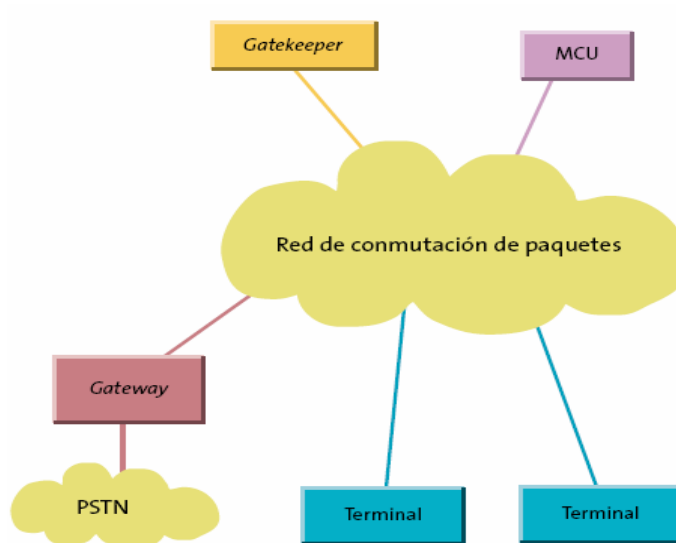 Gatekeeper
MCU
Red de conmutación de paquetes
Gateway
PSTN
Terminal
Terminal